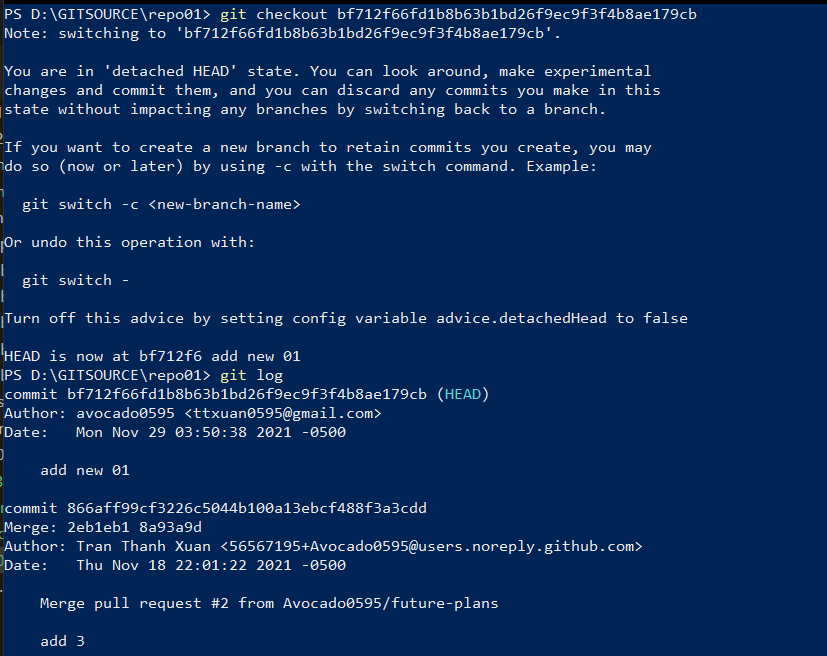 PS D:\GITSOURCE\repo01> git checkout bf712f66fd1b8b63b1bd26f9ec9f3f4b8ae179cb
Note: switching to 'bf712f66fd1b8b63b1bd26f9ec9f3f4b8ae179cb'.
You are in 'detached HEAD' state. You can look around, make experimental
changes and commit them, and you can discard any commits you make in this
state without impacting any branches by switching back to a branch.
If you want to create a new branch to retain commits you create, you may
do so (now or later) by using -c with the switch command. Example:
git switch -c <new-branch-name>
Or undo this operation with:
git switch -
Turn off this advice by setting config variable advice.detachedHead to false
HEAD is now at bf712f6 add new 01
PS D:\GITSOURCE\repo01> git log
commit bf712f66fd1b8b63b1bd26f9ec9f3f4b8ae179cb (HEAD)
Author: avocado0595 <ttxuan0595@gmail.com>
Date:   Mon Nov 29 03:50:38 2021 -0500
add new 01
commit 866aff99cf3226c5044b100a13ebcf488f3a3cdd
Merge: 2eb1eb1 8a93a9d
Author: Tran Thanh Xuan <56567195+Avocado0595@users.noreply.github.com>
Date:   Thu Nov 18 22:01:22 2021 -0500
Merge pull request #2 from Avocado0595/future-plans
add 3